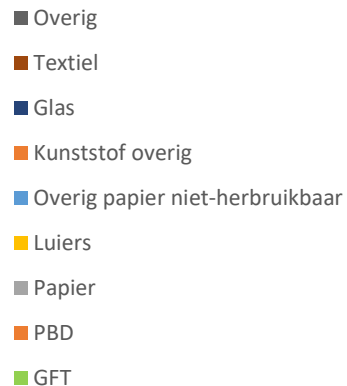 Overig
Textiel
Glas
Kunststof overig
Overig papier niet-herbruikbaar
Luiers
Papier
PBD
GFT